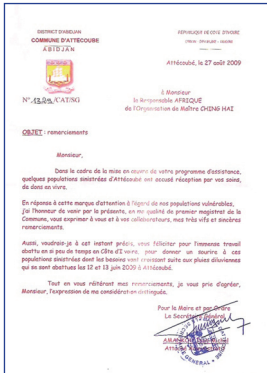 DISTRICT D'ABIDJAN
COMMUNE D'ATTECOUBE
ABIDJAN
REPUBLIQUE DE COTE D'IVOIRE
Attécoubé, le 27 août 2009
/CAT/SG
à Monsieur
le Responsable AFRIQUE
de l'Organisation de Maître CHING HAI
OBJET : remerciements
Monsieur,
Dans le cadre de la mise en œuvre de votre programme d'assistance,
quelques populations sinistrées d'Attécoubé ont accusé réception par vos soins,
de dons en vivre.
En réponse à cette marque d'attention à l'égard de nos populations vulnérables,
j'ai l'honneur de venir par la présente, en ma qualité de premier magistrat de la
Commune, vous exprimer à vous et à vos collaborateurs, mes très vifs et sincères
remerciements.
Aussi, voudrais-je à cet instant précis, vous féliciter pour l'immense travail
abattu en si peu de temps en Côte d'Ivoire, pour donner un sourire à ces
populations sinistrées dont les besoins vont croissant suite aux pluies diluviennes
qui se sont abattues les 12 et 13 juin 2009 à Attécoubé.
Tout en vous réitérant mes remerciements, je vous prie d'agréer,
Monsieur, l'expression de ma considération distinguée.
Pour le Maire et par Ordre
Le Secrétaire Général